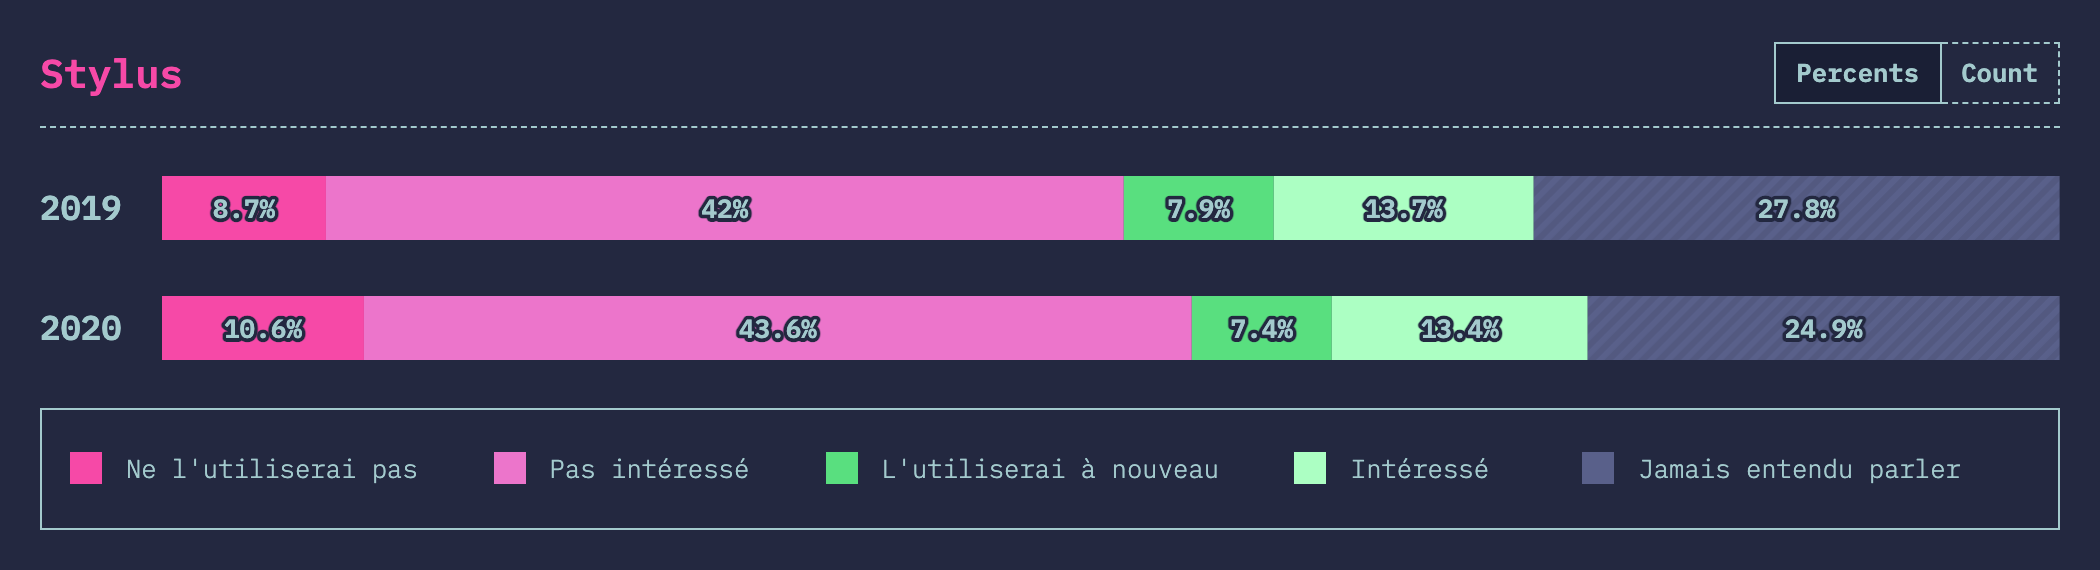 Stylus
Percents Count
2019 8.7% 42% 7.9% 13.7% 27.8%
2020 10.6% 43.6% 7.4% 13.4% 24.9%
Ne l'utiliserai pas Pas intéressé L'utiliserai à nouveau Intéressé Jamais entendu parler